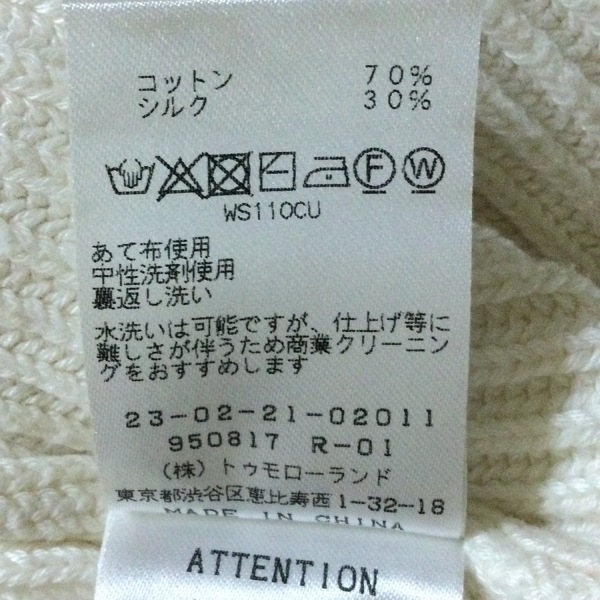 コットン 70%
シルク 30%
F W
WS110CU
あて布使用
中性洗剤使用
裏返し洗い
水洗いは可能ですが、仕上げ等に
難しさが伴うため商業クリーニン
グをおすすめします
23-02-21-02011
950817 R-01
(株)トゥモローランド
東京都渋谷区恵比寿西1-32-18
MADE IN CHINA
ATTENTION